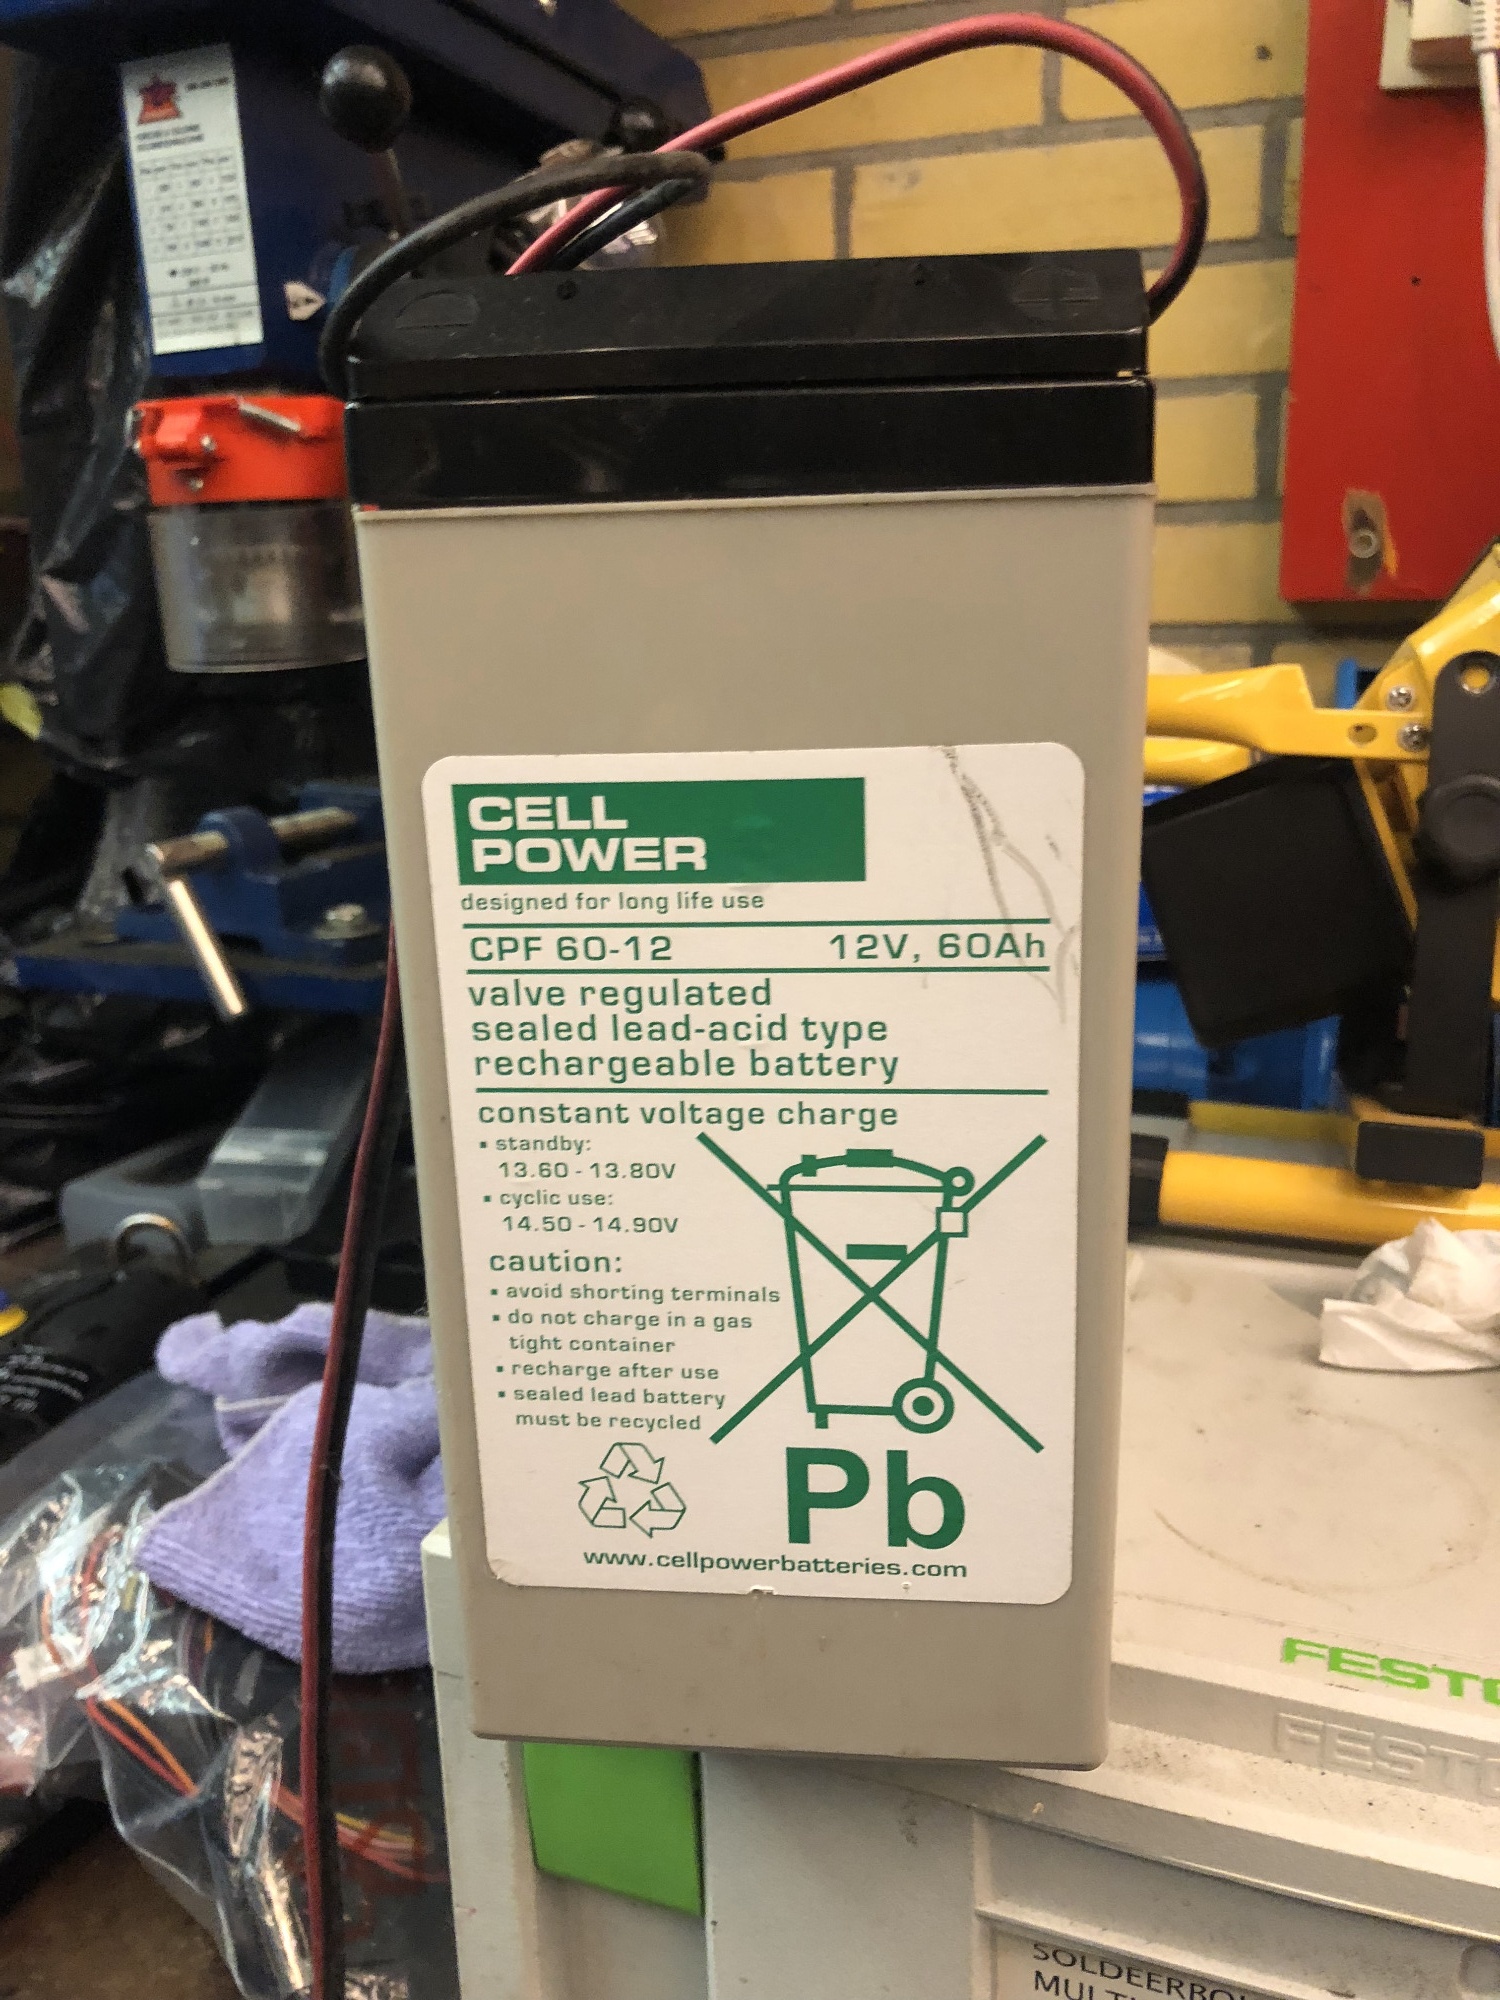 CELL
POWER
designed for long life use
CPF 60-12 12V, 60Ah
valve regulated
sealed lead-acid type
rechargeable battery
constant voltage charge
▪ standby:
13.60 - 13.80V
▪ cyclic use:
14.50 - 14.90V
caution:
▪ avoid shorting terminals
▪ do not charge in a gas
tight container
▪ recharge after use
▪ sealed lead battery
must be recycled
Pb
www.cellpowerbatteries.com
FESTO
FESTO